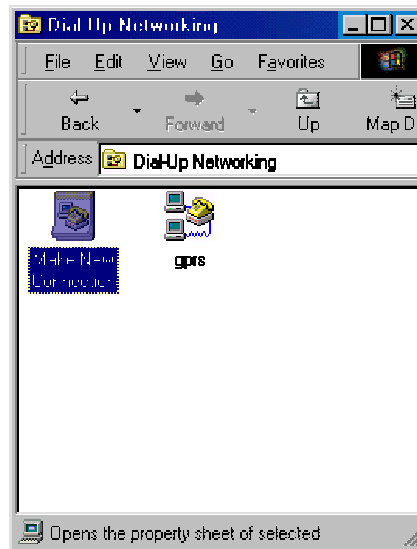 Dial-Up Networking
File Edit View Go Favorites
Back Forward Up Map D
Address Dial-Up Networking
Make New
Connection
gprs
Opens the property sheet of selected